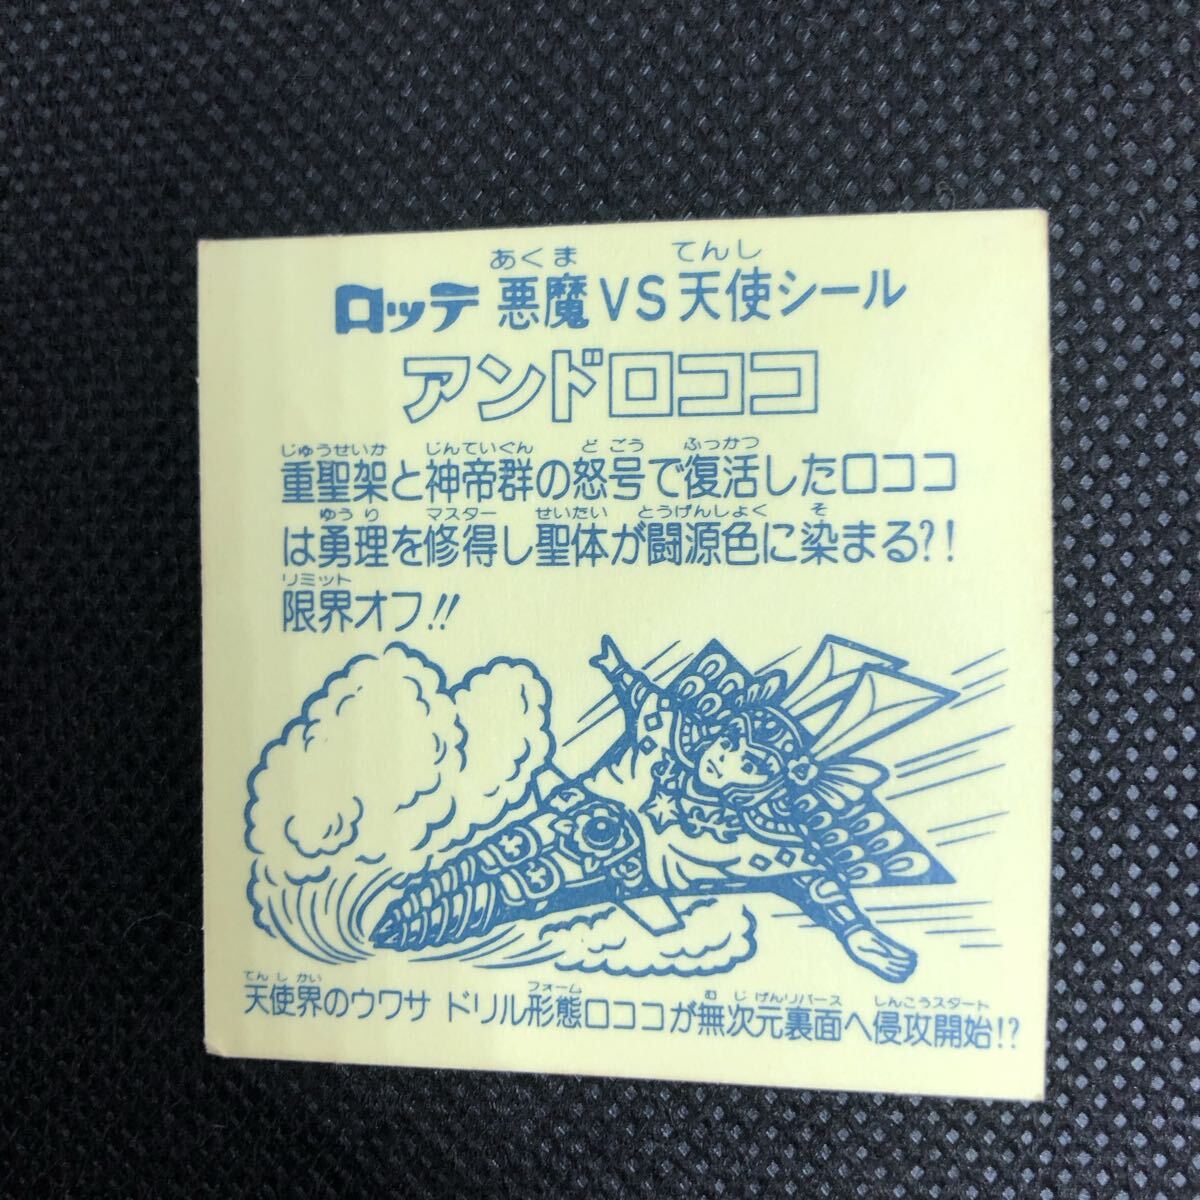 あくま てんし
ロッテ 悪魔VS天使シール
アンドロココ
じゅうせいか じんていぐん どごう ふっかつ
重聖架と神帝群の怒号で復活したロココ
ゆうり マスター せいたい とうげんしょく そ
は勇理を修得し聖体が闘源色に染まる?!
リミット
限界オフ!!
てんしかい フォーム むじげんリバース しんこうスタート
天使界のウワサ ドリル形態ロココが無次元裏面へ侵攻開始!?